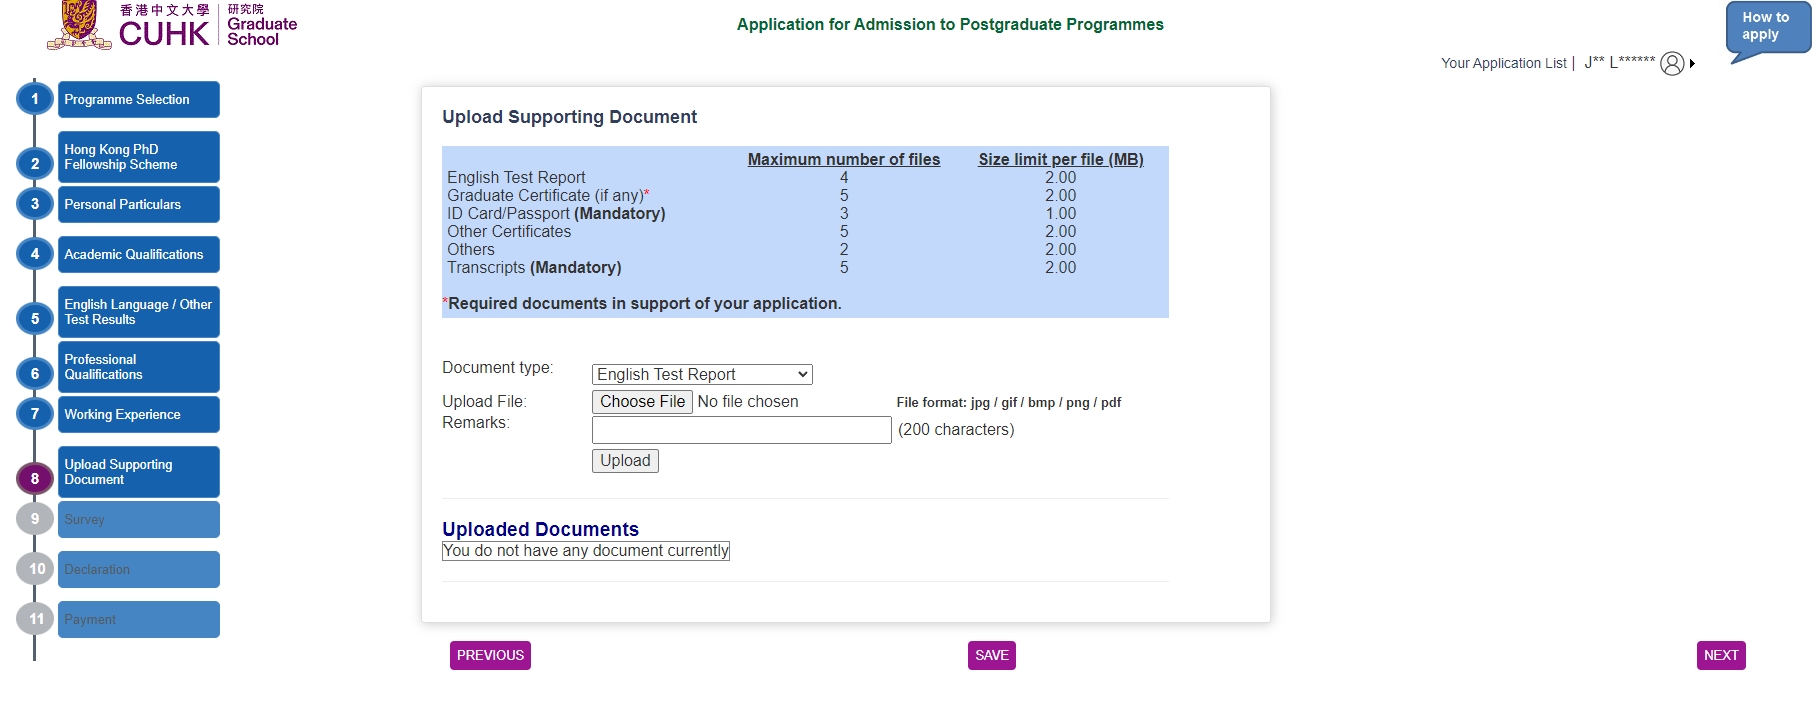 香港中文大學
CUHK
研究院
Graduate
School
Application for Admission to Postgraduate Programmes
How to
apply
Your Application List | J** L******
1 Programme Selection
2 Hong Kong PhD
Fellowship Scheme
3 Personal Particulars
4 Academic Qualifications
5 English Language / Other
Test Results
6 Professional
Qualifications
7 Working Experience
8 Upload Supporting
Document
9 Survey
10 Declaration
11 Payment
Upload Supporting Document
Maximum number of files Size limit per file (MB)
English Test Report 4 2.00
Graduate Certificate (if any)* 5 2.00
ID Card/Passport (Mandatory) 3 1.00
Other Certificates 5 2.00
Others 2 2.00
Transcripts (Mandatory) 5 2.00
*Required documents in support of your application.
Document type: English Test Report
Upload File: Choose File No file chosen File format: jpg / gif / bmp / png / pdf
Remarks: (200 characters)
Upload
Uploaded Documents
You do not have any document currently
PREVIOUS SAVE NEXT